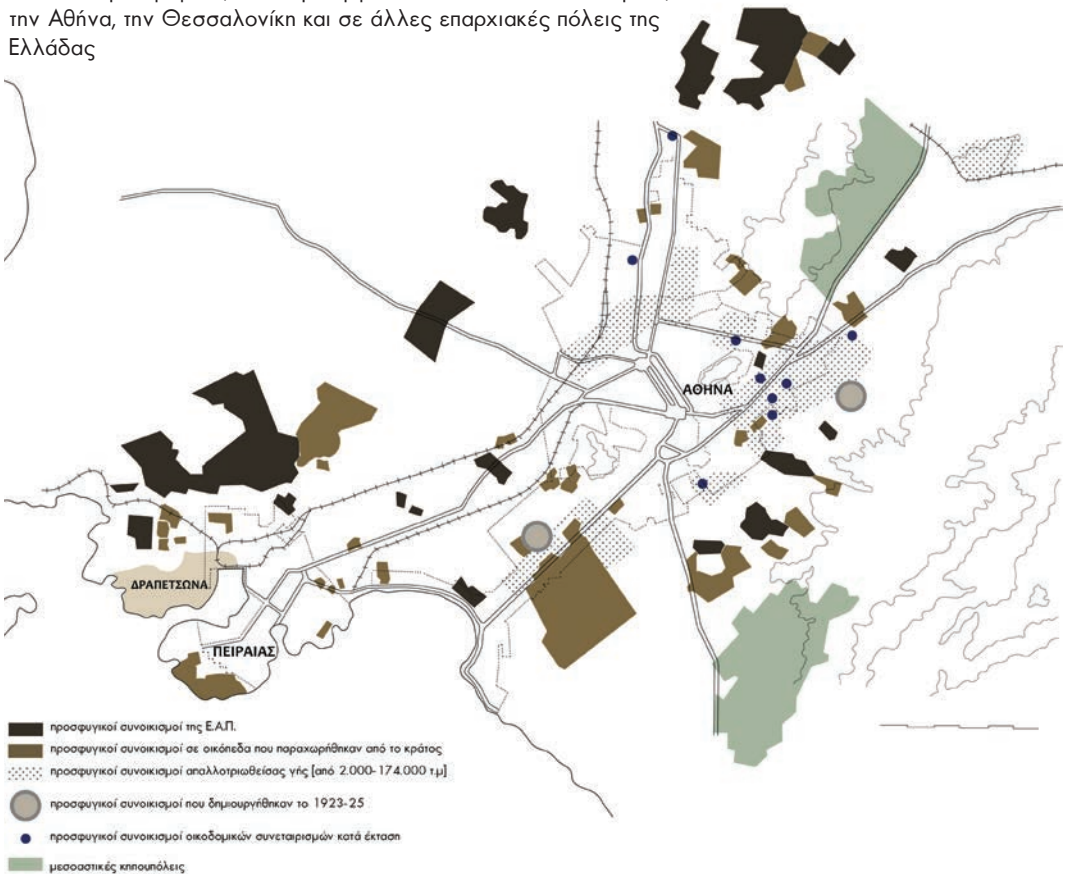 την Αθήνα, την Θεσσαλονίκη και σε άλλες επαρχιακές πόλεις της
Ελλάδας
ΑΘΗΝΑ
ΔΡΑΠΕΤΣΩΝΑ
ΠΕΙΡΑΙΑΣ
προσφυγικοί συνοικισμοί της Ε.Α.Π.
προσφυγικοί συνοικισμοί σε οικόπεδα που παραχωρήθηκαν από το κράτος
προσφυγικοί συνοικισμοί απαλλοτριωθείσας γής [από 2.000-174.000 τ.μ]
προσφυγικοί συνοικισμοί που δημιουργήθηκαν το 1923-25
προσφυγικοί συνοικισμοί οικοδομικών συνεταιρισμών κατά έκταση
μεσοαστικές κηπουπόλεις